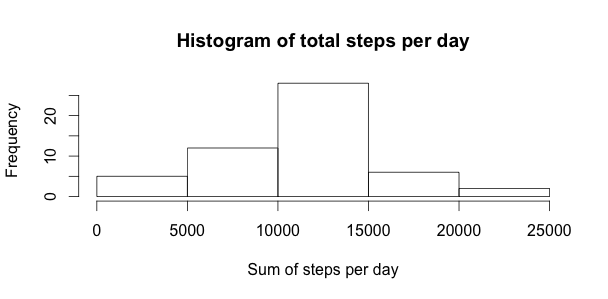 Histogram of total steps per day
Frequency
20
10
0
0 5000 10000 15000 20000 25000
Sum of steps per day